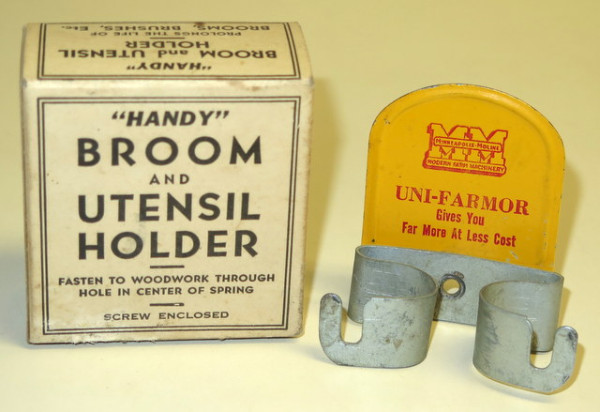 "HANDY"
BROOM and UTENSIL
HOLDER
PROLONGS THE LIFE OF
BROOMS, BRUSHES, Etc.
"HANDY"
BROOM
AND
UTENSIL
HOLDER
FASTEN TO WOODWORK THROUGH
HOLE IN CENTER OF SPRING
SCREW ENCLOSED
MM
MINNEAPOLIS-MOLINE
MODERN FARM MACHINERY
UNI-FARMOR
Gives You
Far More At Less Cost